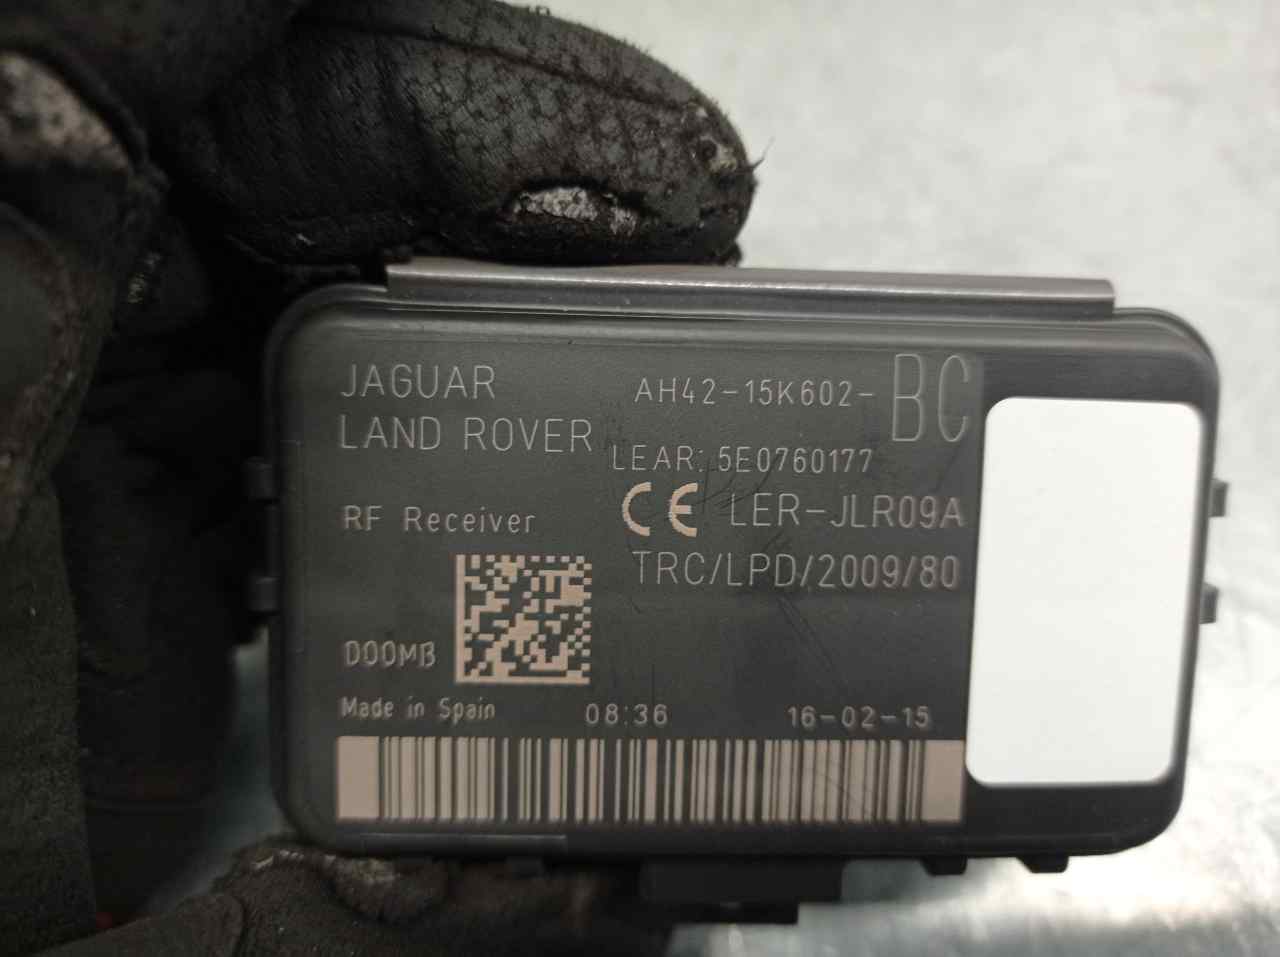 JAGUAR
LAND ROVER
AH42-15K602-BC
LEAR: 5E0760177
CE LER-JLR09A
RF Receiver
TRC/LPD/2009/80
D00MB
Made in Spain 08:36 16-02-15